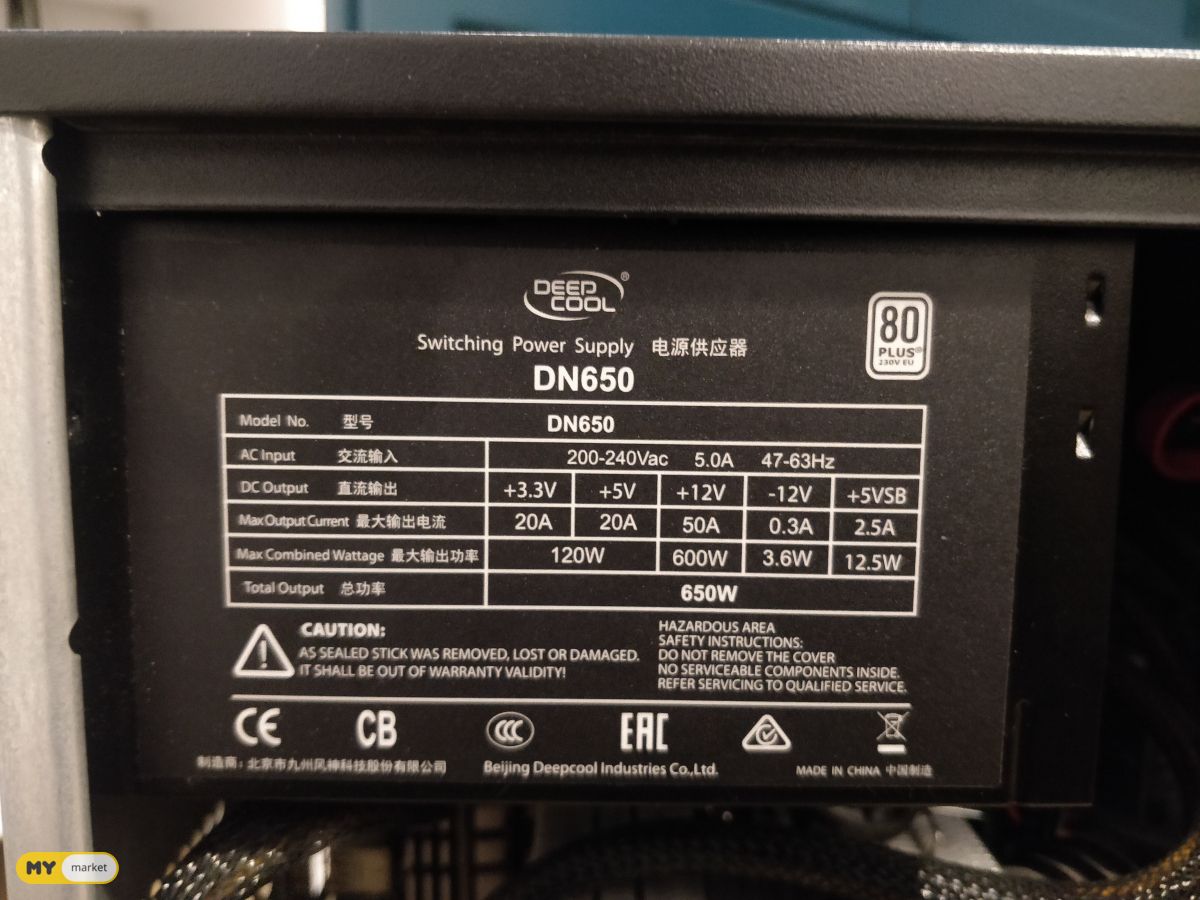 DEEP
COOL®
Switching Power Supply 电源供应器
DN650
80
PLUS®
230V EU
Model No. 型号 DN650
AC Input 交流输入 200-240Vac 5.0A 47-63Hz
DC Output 直流输出 +3.3V +5V +12V -12V +5VSB
Max Output Current 最大输出电流 20A 20A 50A 0.3A 2.5A
Max Combined Wattage 最大输出功率 120W 600W 3.6W 12.5W
Total Output 总功率 650W
CAUTION:
AS SEALED STICK WAS REMOVED, LOST OR DAMAGED.
IT SHALL BE OUT OF WARRANTY VALIDITY!
HAZARDOUS AREA
SAFETY INSTRUCTIONS:
DO NOT REMOVE THE COVER
NO SERVICEABLE COMPONENTS INSIDE.
REFER SERVICING TO QUALIFIED SERVICE.
CE CB CCC EAC
制造商：北京市九州风神科技股份有限公司 Beijing Deepcool Industries Co.,Ltd. MADE IN CHINA 中国制造
MY market